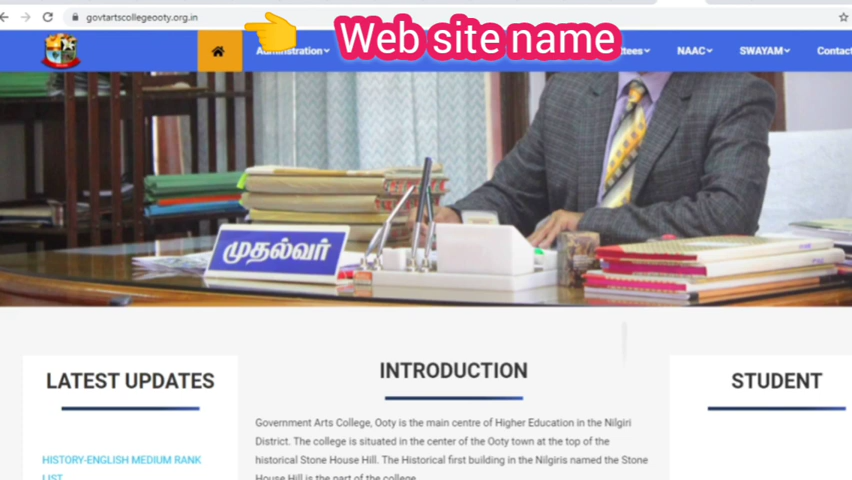 govtartscollegeooty.org.in
Web site name
NAAC
SWAYAM
முதல்வர்
LATEST UPDATES
HISTORY-ENGLISH MEDIUM RANK
LIST
INTRODUCTION
Government Arts College, Ooty is the main centre of Higher Education in the Nilgiri
District. The college is situated in the center of the Ooty town at the top of the
historical Stone House Hill. The Historical first building in the Nilgiris named the Stone
House Hill is the part of the college
STUDENT